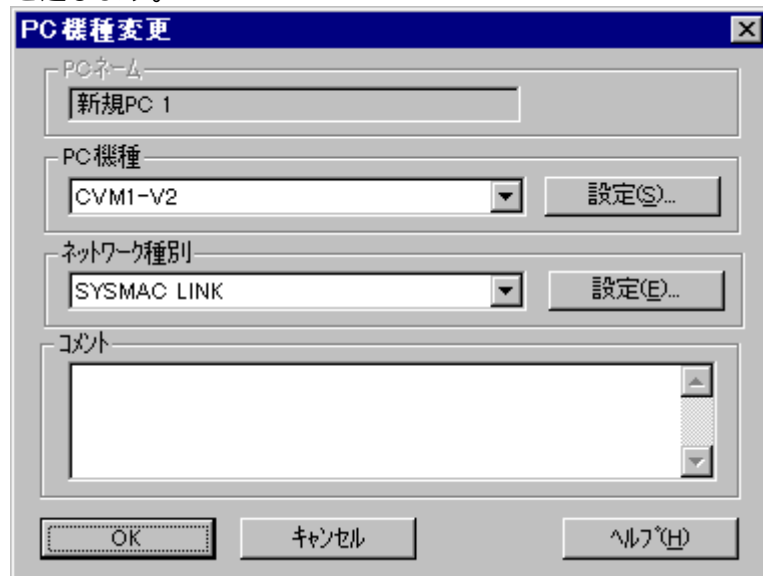 PC機種変更
PCネーム
新規PC 1
PC機種
CVM1-V2
設定(S)...
ネットワーク種別
SYSMAC LINK
設定(E)...
コメント
OK
キャンセル
ヘルプ(H)